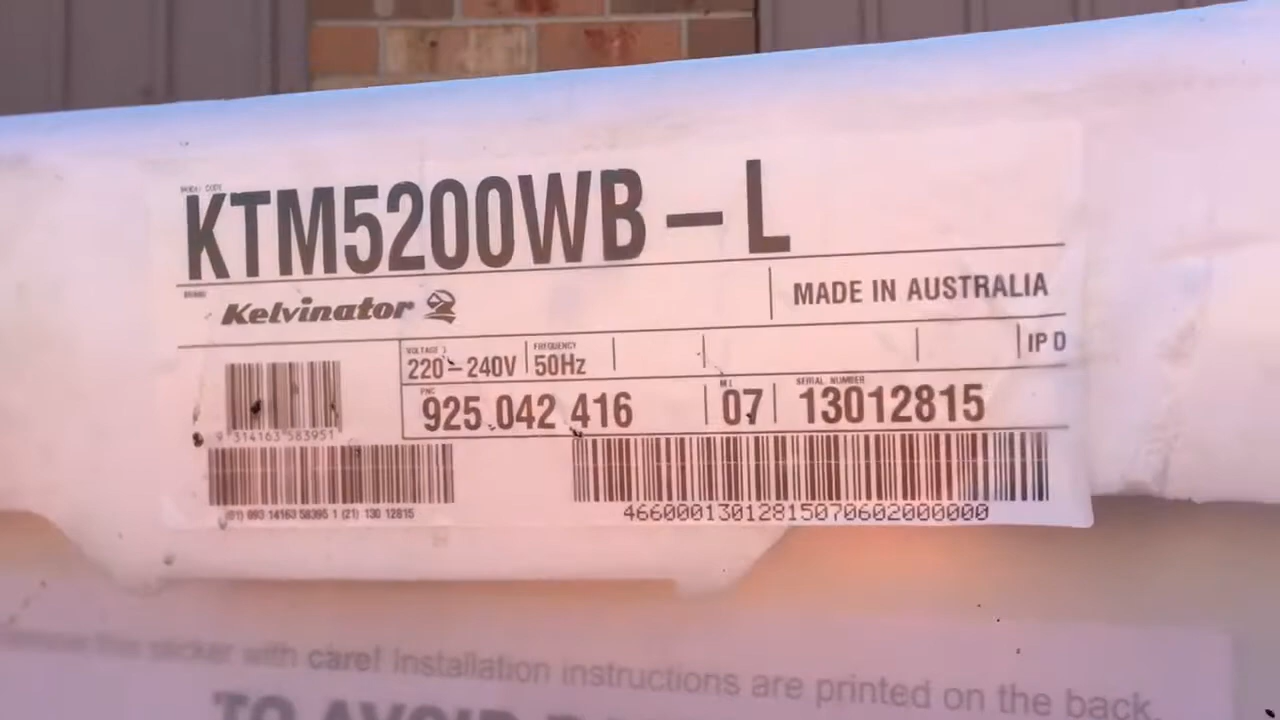 MODEL CODE
KTM5200WB – L
BRAND
Kelvinator
MADE IN AUSTRALIA
VOLTAGE
220–240V
FREQUENCY
50Hz
IP 0
PNC
925 042 416
ML
07
SERIAL NUMBER
13012815
9 314163 583951
(01) 093 14163 58395 1 (21) 130 12815
46600013012815070602000000
this sticker with care! Installation instructions are printed on the back.
TO AVOID